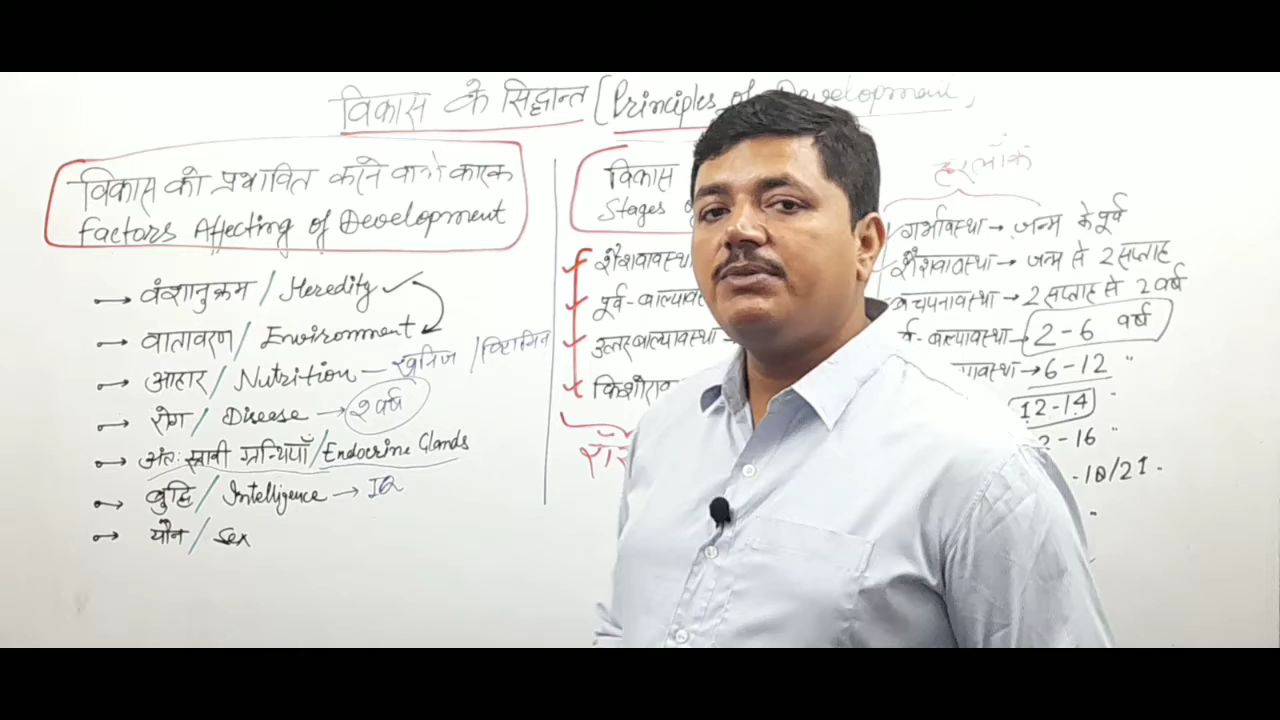 विकास के सिद्धान्त (Principles of Development)
विकास को प्रभावित करने वाले कारक
Factors Affecting of Development
→ वंशानुक्रम / Heredity
→ वातावरण / Environment
→ आहार / Nutrition – खनिज / विटामिन
→ रोग / Disease → 2 वर्ष
→ अंतः स्त्रावी ग्रन्थियाँ / Endocrine Glands
→ बुद्धि / Intelligence → IQ
→ यौन / Sex
विकास
Stages
शैशवावस्था
पूर्व-बाल्याव
उत्तरबाल्यावस्था
किशोराव
हरलॉक
गर्भावस्था → जन्म के पूर्व
शैशवावस्था → जन्म से 2 सप्ताह
बचपनावस्था → 2 सप्ताह से 2 वर्ष
र्व-बाल्यावस्था → 2-6 वर्ष
→ 6-12 "
12-14 "
2-16 "
-18/21